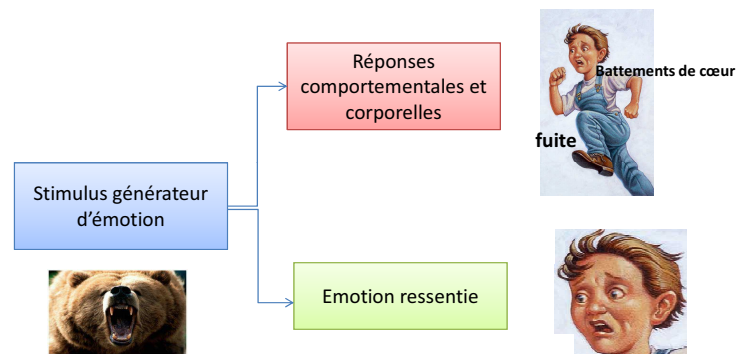 Réponses
comportementales et
corporelles
Battements de cœur
fuite
Stimulus générateur
d'émotion
Emotion ressentie